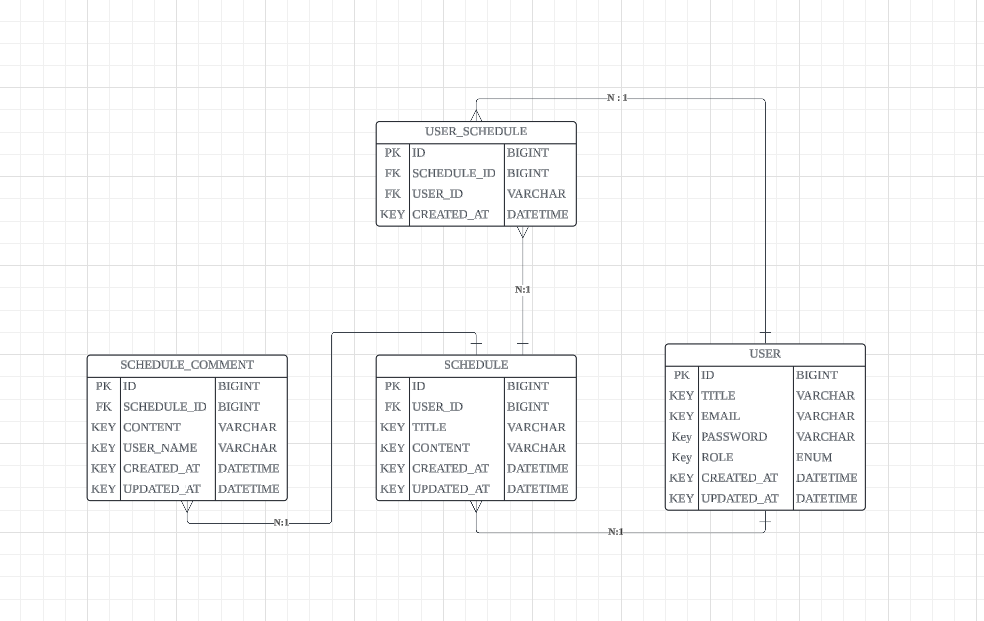 N : 1
USER_SCHEDULE
PK ID BIGINT
FK SCHEDULE_ID BIGINT
FK USER_ID VARCHAR
KEY CREATED_AT DATETIME
N:1
SCHEDULE_COMMENT
PK ID BIGINT
FK SCHEDULE_ID BIGINT
KEY CONTENT VARCHAR
KEY USER_NAME VARCHAR
KEY CREATED_AT DATETIME
KEY UPDATED_AT DATETIME
N:1
SCHEDULE
PK ID BIGINT
FK USER_ID BIGINT
KEY TITLE VARCHAR
KEY CONTENT VARCHAR
KEY CREATED_AT DATETIME
KEY UPDATED_AT DATETIME
N:1
USER
PK ID BIGINT
KEY TITLE VARCHAR
KEY EMAIL VARCHAR
Key PASSWORD VARCHAR
Key ROLE ENUM
KEY CREATED_AT DATETIME
KEY UPDATED_AT DATETIME